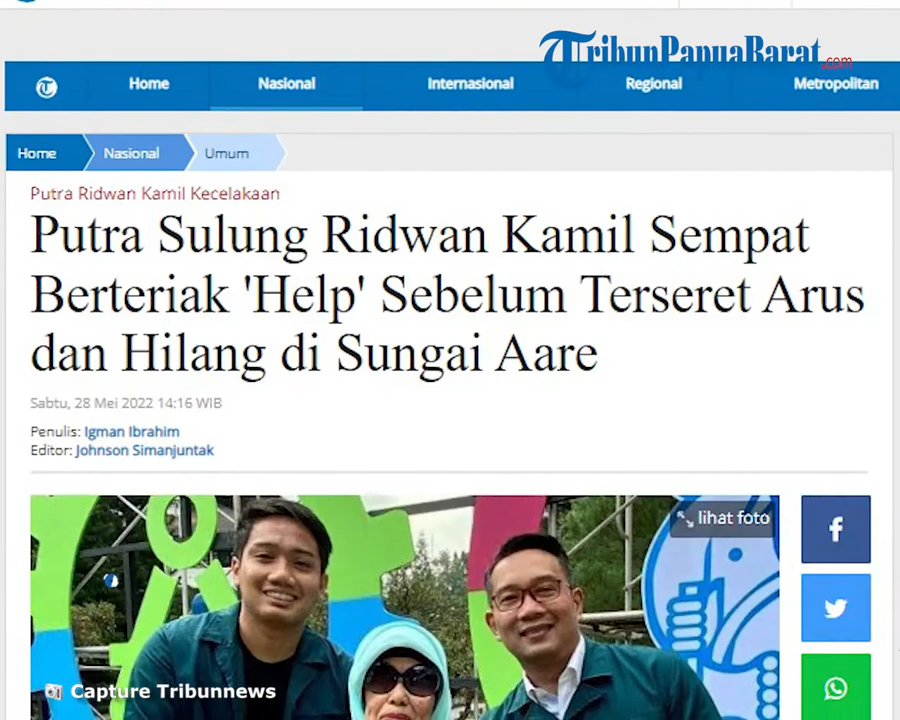 TribunPapuaBarat.com
Home Nasional Internasional Regional Metropolitan
Home Nasional Umum
Putra Ridwan Kamil Kecelakaan
Putra Sulung Ridwan Kamil Sempat
Berteriak 'Help' Sebelum Terseret Arus
dan Hilang di Sungai Aare
Sabtu, 28 Mei 2022 14:16 WIB
Penulis: Igman Ibrahim
Editor: Johnson Simanjuntak
lihat foto
Capture Tribunnews